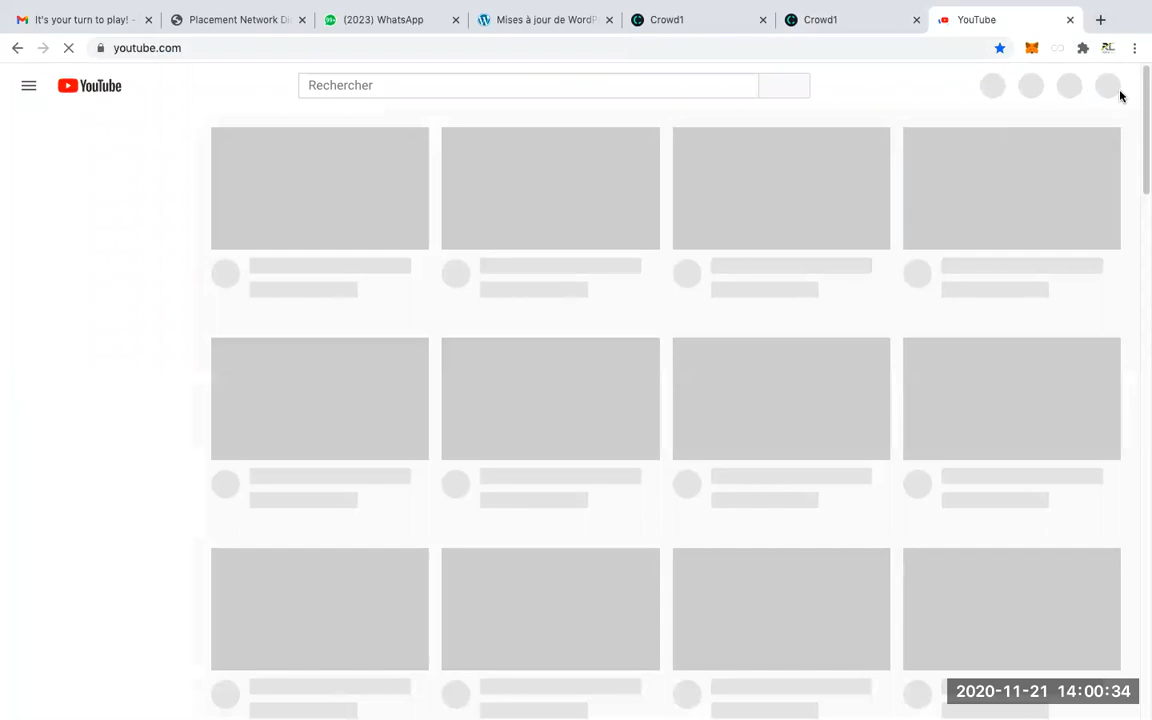 It's your turn to play! -
Placement Network Di
(2023) WhatsApp
Mises à jour de WordP
Crowd1
Crowd1
YouTube
youtube.com
YouTube
Rechercher
2020-11-21 14:00:34